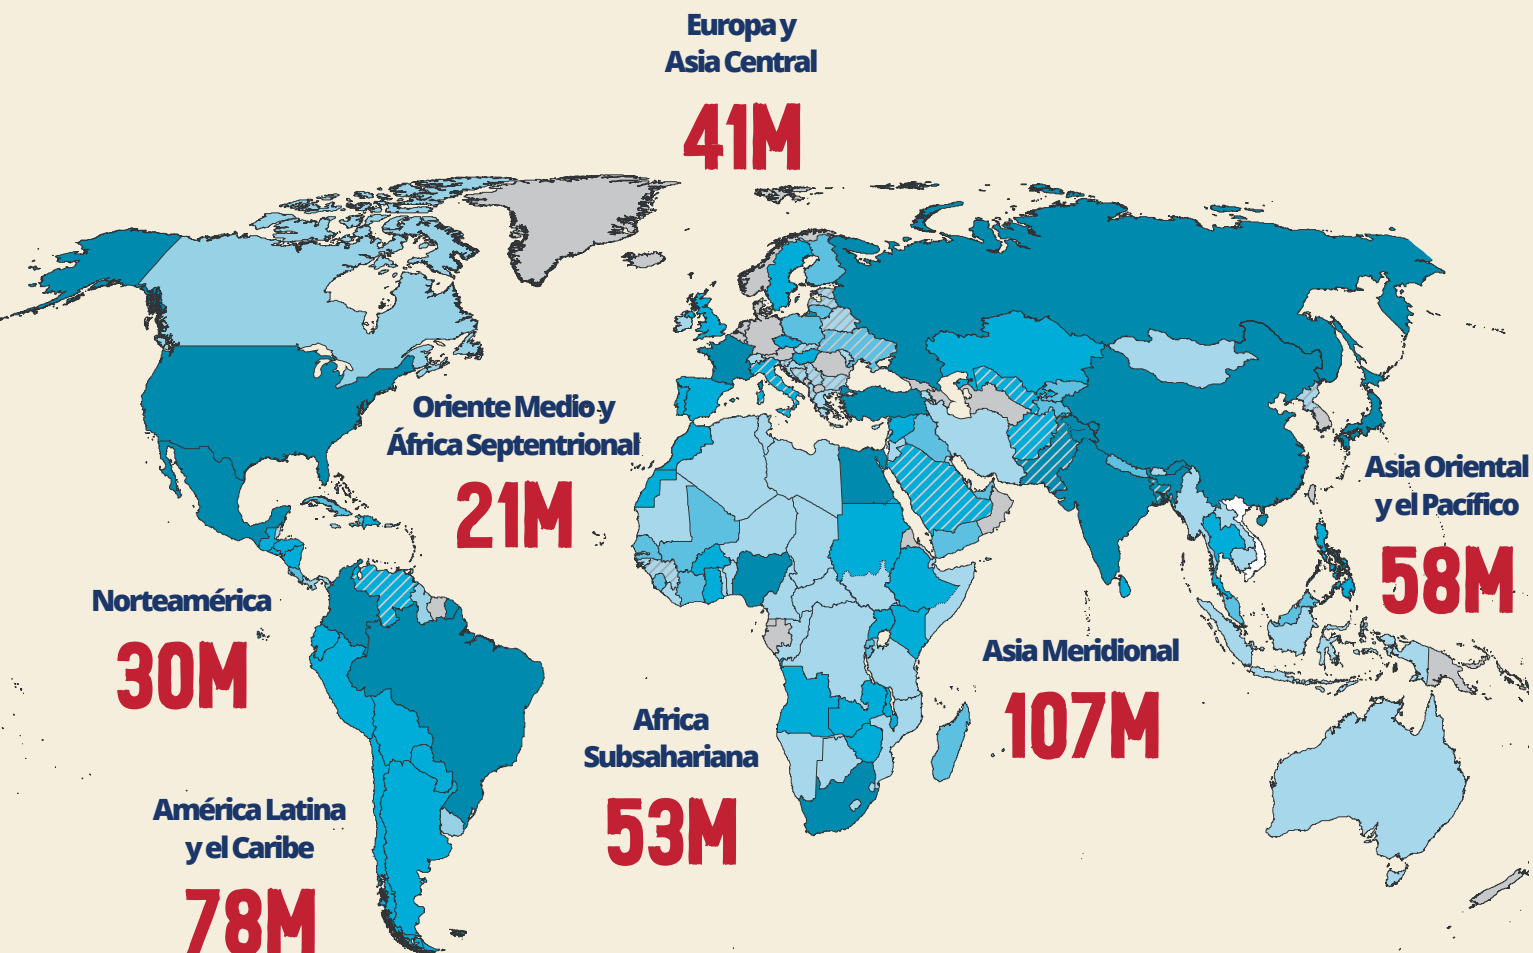 Europa y
Asia Central
41M
Oriente Medio y
África Septentrional
21M
Asia Oriental
y el Pacífico
58M
Norteamérica
30M
Asia Meridional
107M
Africa
Subsahariana
53M
América Latina
y el Caribe
78M